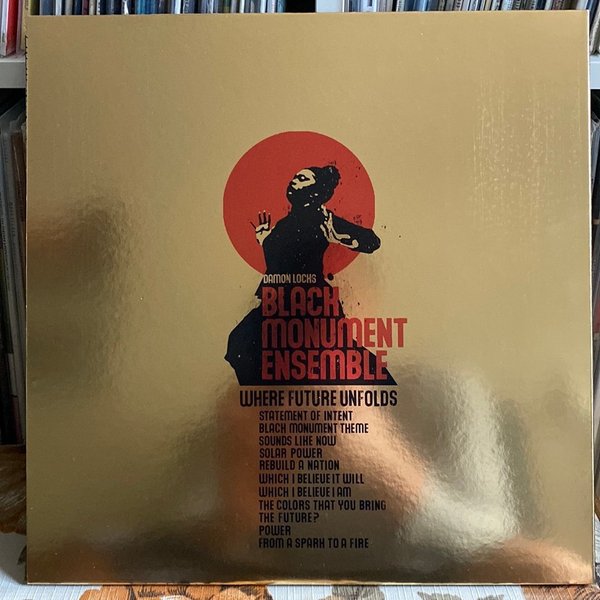 DAMON LOCKS
BLACK
MONUMENT
ENSEMBLE
WHERE FUTURE UNFOLDS
STATEMENT OF INTENT
BLACK MONUMENT THEME
SOUNDS LIKE NOW
SOLAR POWER
REBUILD A NATION
WHICH I BELIEVE IT WILL
WHICH I BELIEVE I AM
THE COLORS THAT YOU BRING
THE FUTURE?
POWER
FROM A SPARK TO A FIRE